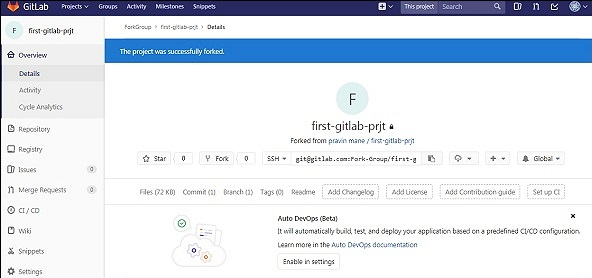 GitLab Projects Groups Activity Milestones Snippets This project Search
F first-gitlab-prjt
ForkGroup › first-gitlab-prjt › Details
The project was successfully forked.
Overview
Details
Activity
Cycle Analytics
Repository
Registry
Issues 0
Merge Requests 0
CI / CD
Wiki
Snippets
Settings
F
first-gitlab-prjt
Forked from pravin mane / first-gitlab-prjt
Star 0 Fork 0 SSH git@gitlab.com:Fork-Group/first-g Global
Files (72 KB) Commit (1) Branch (1) Tags (0) Readme Add Changelog Add License Add Contribution guide Set up CI
Auto DevOps (Beta)
It will automatically build, test, and deploy your application based on a predefined CI/CD configuration.
Learn more in the Auto DevOps documentation
Enable in settings